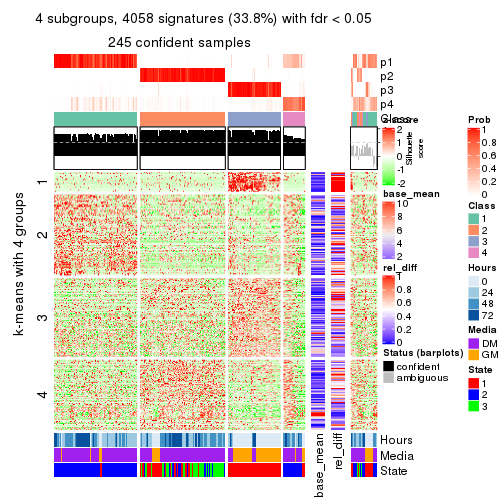 4 subgroups, 4058 signatures (33.8%) with fdr < 0.05
245 confident samples
p1
p2
p3
p4
Class
Silhouette
score
k-means with 4 groups
1
2
3
4
Hours
Media
State
base_mean
rel_diff
z-score
2
1
0
-1
-2
base_mean
10
8
6
4
2
rel_diff
1
0.8
0.6
0.4
0.2
0
Status (barplots)
confident
ambiguous
Prob
1
0.8
0.6
0.4
0.2
0
Class
1
2
3
4
Hours
0
24
48
72
Media
DM
GM
State
1
2
3